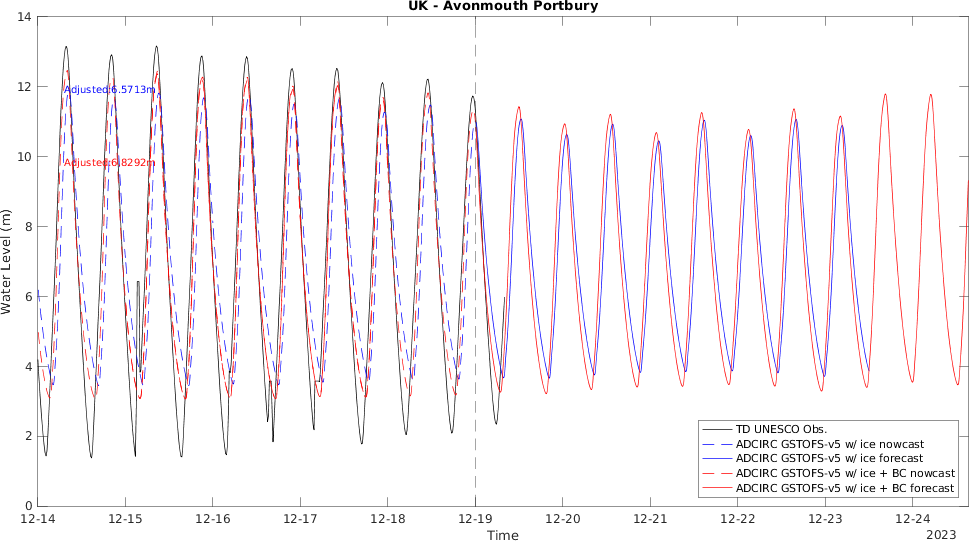 UK - Avonmouth Portbury
14
12
10
8
6
4
2
0
Water Level (m)
Adjusted:6.5713m
Adjusted:6.8292m
TD UNESCO Obs.
ADCIRC GSTOFS-v5 w/ ice nowcast
ADCIRC GSTOFS-v5 w/ ice forecast
ADCIRC GSTOFS-v5 w/ ice + BC nowcast
ADCIRC GSTOFS-v5 w/ ice + BC forecast
12-14 12-15 12-16 12-17 12-18 12-19 12-20 12-21 12-22 12-23 12-24
Time
2023